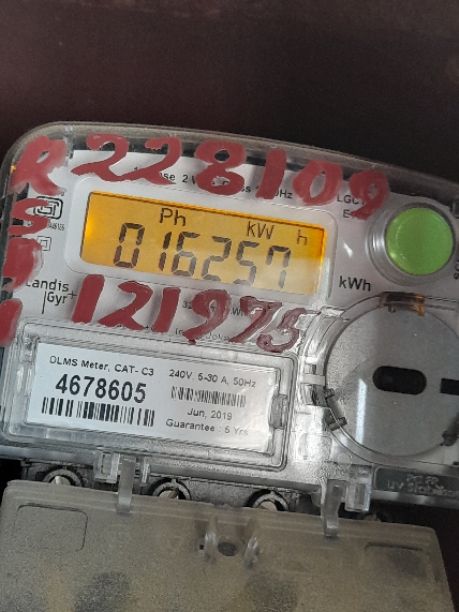 R 228109
Ph kW h
016257
kWh
Landis
Gyr+
121975
DLMS Meter, CAT- C3 240V, 5-30 A, 50Hz
4678605
Jun, 2019
Guarantee : 5 Yrs